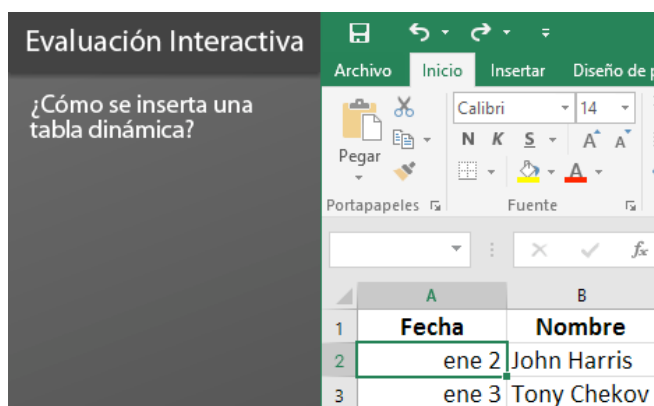 Evaluación Interactiva
¿Cómo se inserta una
tabla dinámica?
Archivo Inicio Insertar Diseño de
Calibri 14
Pegar
N K S A A
A
Portapapeles Fuente
fx
A B
1 Fecha Nombre
2 ene 2 John Harris
3 ene 3 Tony Chekov